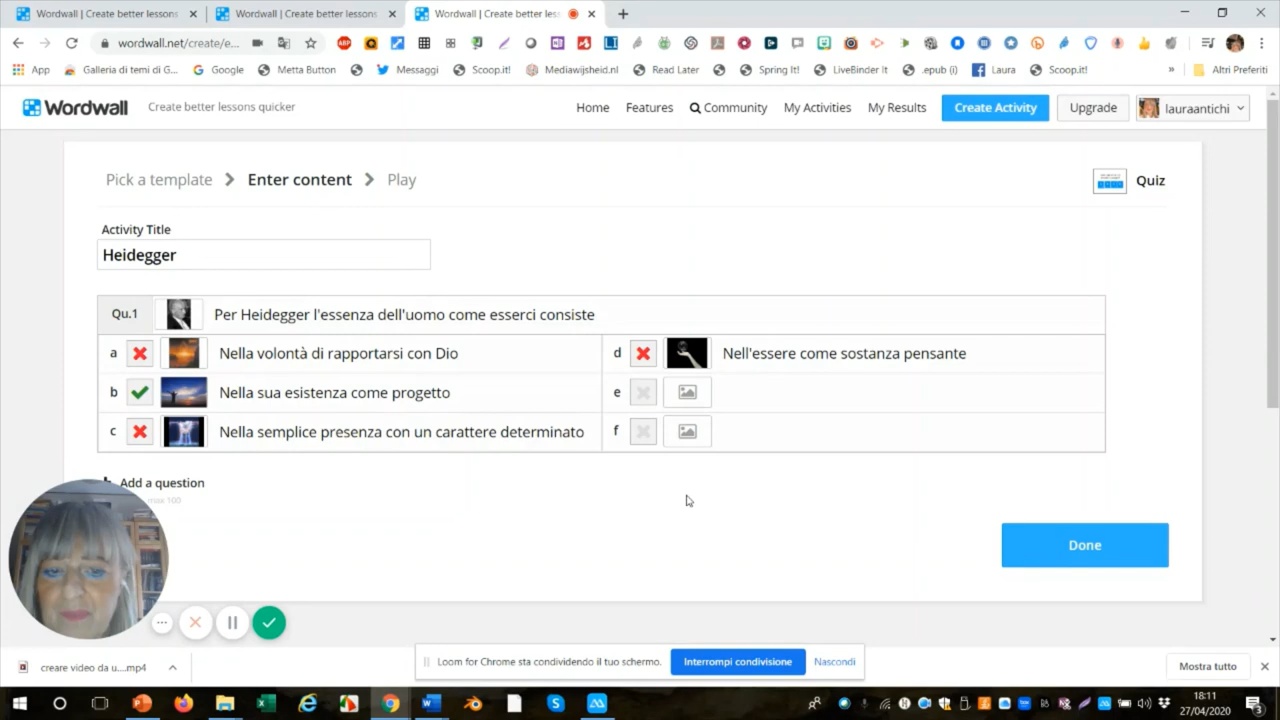 Wordwall | Create better lessons
Wordwall | Create better lessons
Wordwall | Create better les
wordwall.net/create/e...
App
Galleria di temi di G...
Google
Metta Button
Messaggi
Scoop.it!
Mediawijsheid.nl
Read Later
Spring It!
LiveBinder It
.epub (i)
Laura
Scoop.it!
»
Altri Preferiti
Wordwall
Create better lessons quicker
Home
Features
Community
My Activities
My Results
Create Activity
Upgrade
lauraantichi
Pick a template
Enter content
Play
Quiz
Activity Title
Heidegger
Qu.1
Per Heidegger l'essenza dell'uomo come esserci consiste
a
Nella volontà di rapportarsi con Dio
d
Nell'essere come sostanza pensante
b
Nella sua esistenza come progetto
e
c
Nella semplice presenza con un carattere determinato
f
Add a question
max 100
Done
Loom for Chrome sta condividendo il tuo schermo.
Interrompi condivisione
Nascondi
creare video da u....mp4
Mostra tutto
18:11
27/04/2020